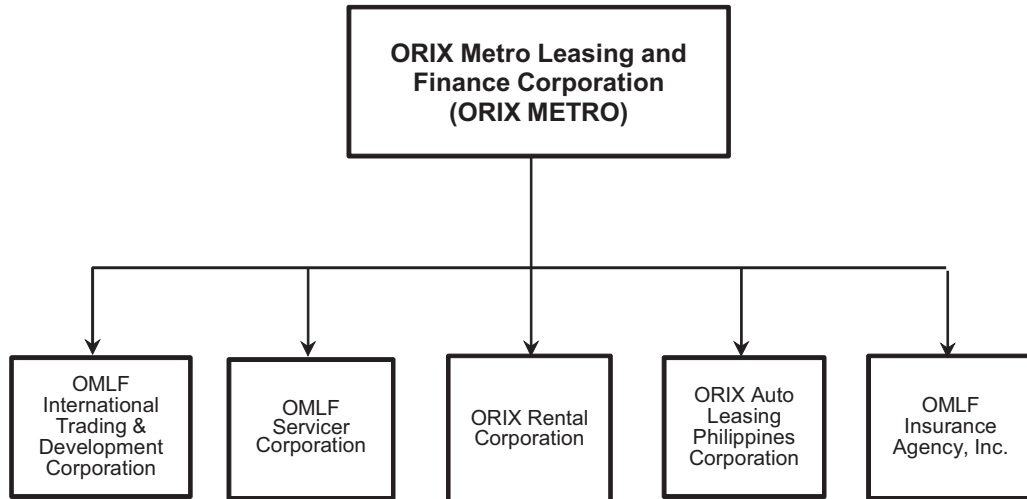 ORIX Metro Leasing and
Finance Corporation
(ORIX METRO)
OMLF
International
Trading &
Development
Corporation
OMLF
Servicer
Corporation
ORIX Rental
Corporation
ORIX Auto
Leasing
Philippines
Corporation
OMLF
Insurance
Agency, Inc.